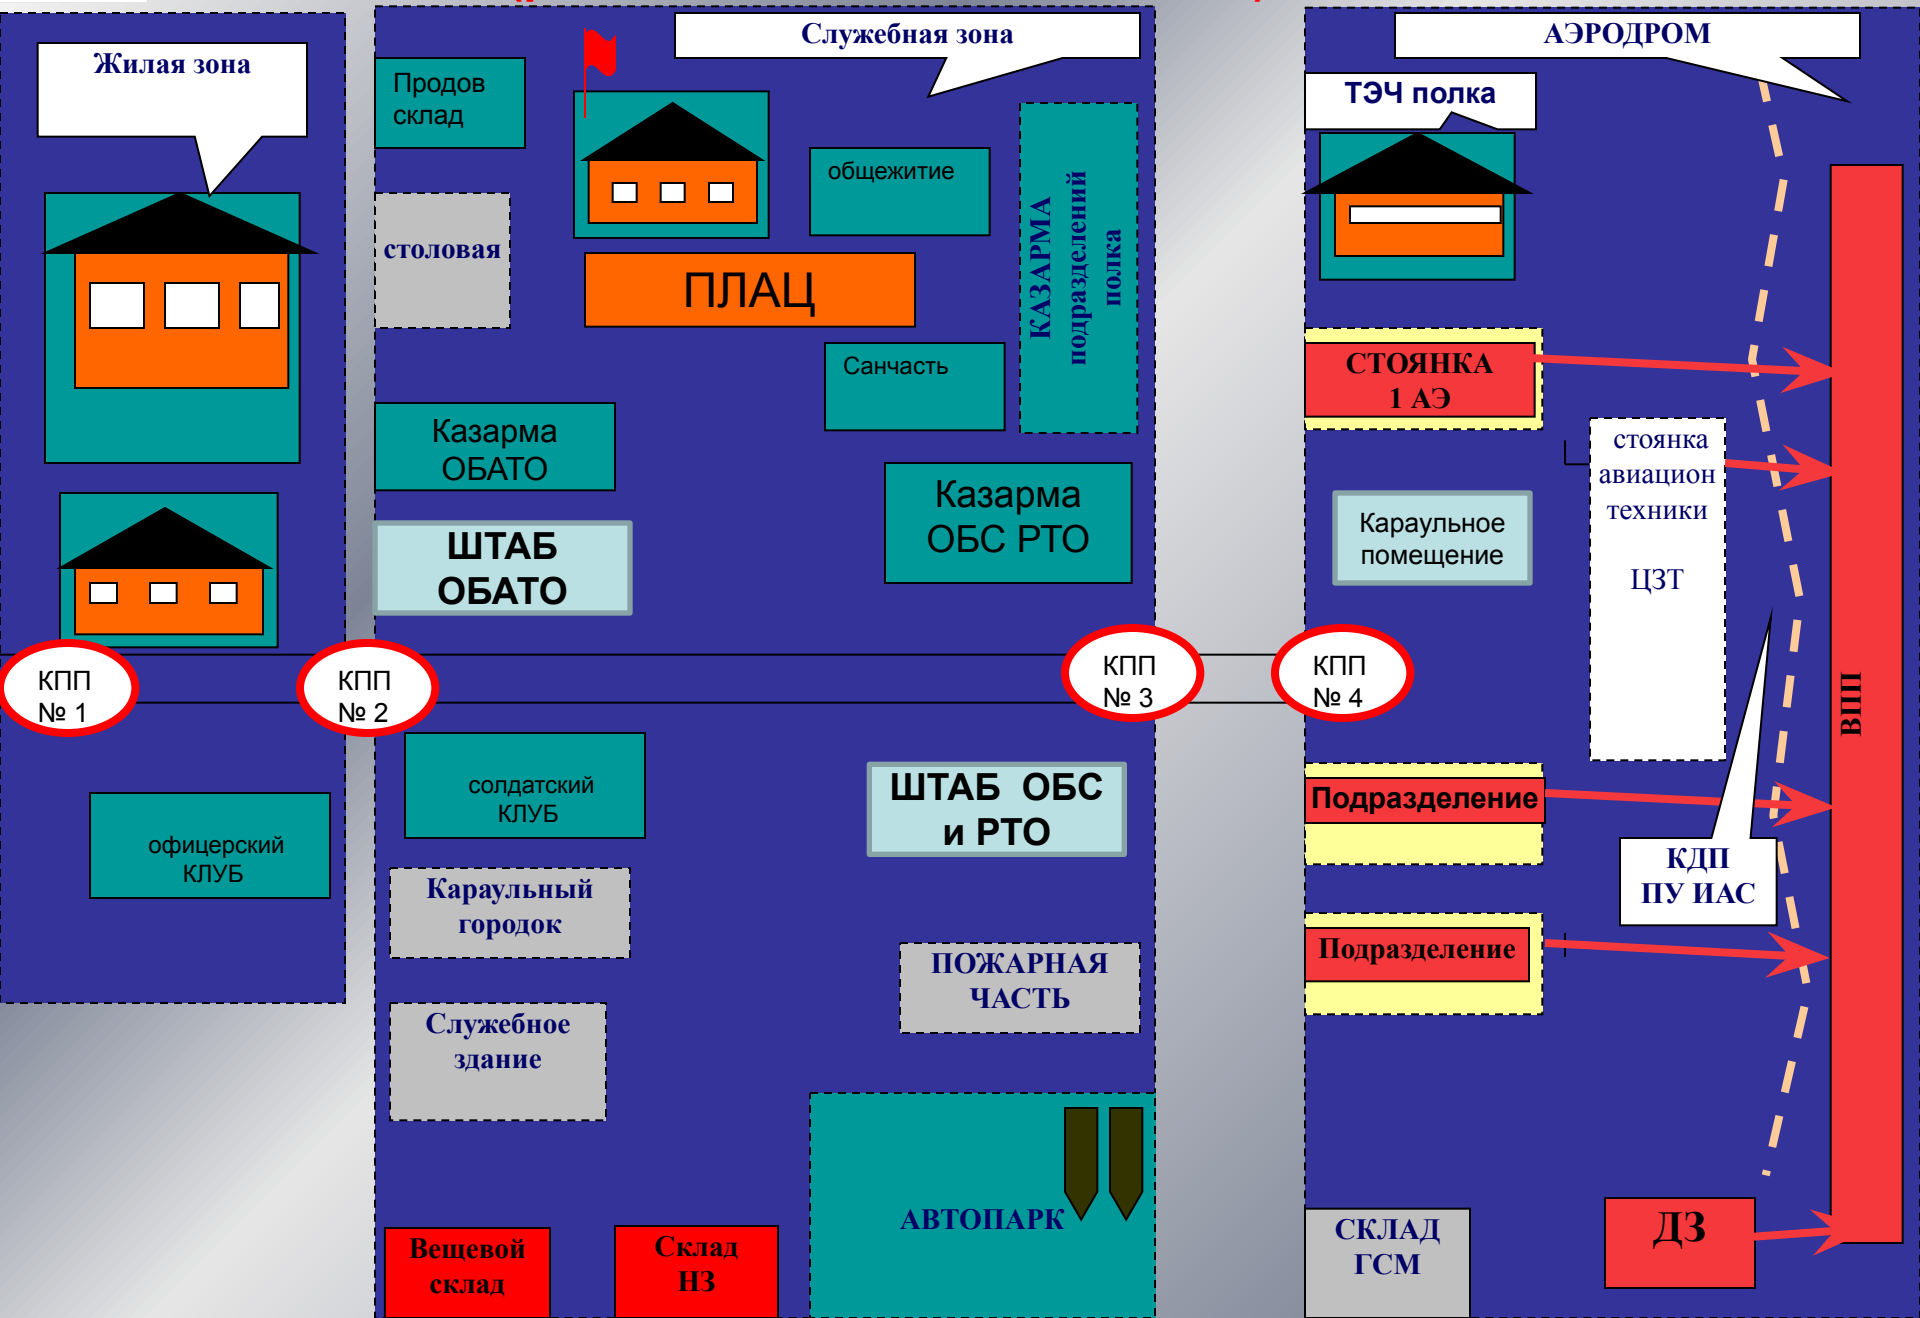 Жилая зона
КПП
№ 1
КПП
№ 2
офицерский
КЛУБ
Служебная зона
Продов
склад
общежитие
столовая
ПЛАЦ
КАЗАРМА
подразделений
полка
Санчасть
Казарма
ОБАТО
Казарма
ОБС РТО
ШТАБ
ОБАТО
КПП
№ 3
солдатский
КЛУБ
ШТАБ ОБС
и РТО
Караульный
городок
ПОЖАРНАЯ
ЧАСТЬ
Служебное
здание
АВТОПАРК
Вещевой
склад
Склад
НЗ
АЭРОДРОМ
ТЭЧ полка
СТОЯНКА
1 АЭ
стоянка
авиацион
техники
ЦЗТ
Караульное
помещение
КПП
№ 4
ВПП
Подразделение
КДП
ПУ ИАС
Подразделение
СКЛАД
ГСМ
ДЗ